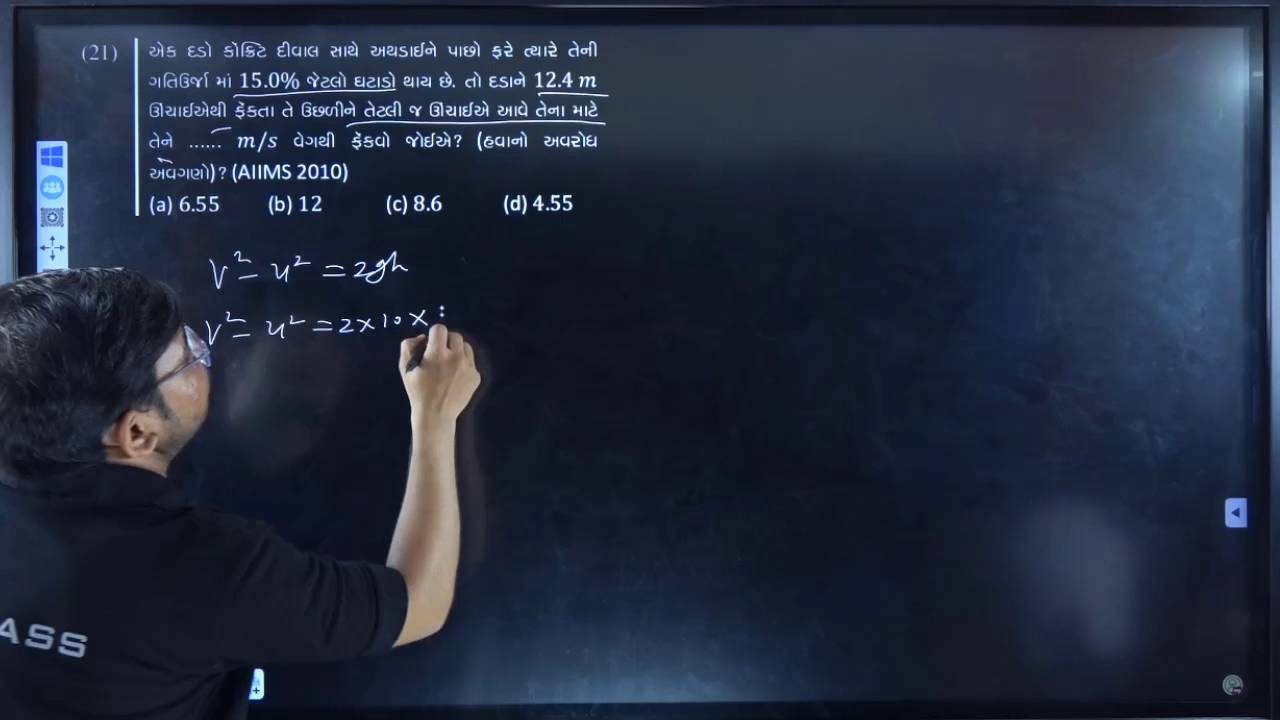 (21) એક દડો કોંક્રિટ દીવાલ સાથે અથડાઈને પાછો ફરે ત્યારે તેની
ગતિઉર્જા માં 15.0% જેટલો ઘટાડો થાય છે. તો દડાને 12.4 m
ઊંચાઈએથી ફેંકતા તે ઉછળીને તેટલી જ ઊંચાઈએ આવે તેના માટે
તેને ...... m/s વેગથી ફેંકવો જોઈએ? (હવાનો અવરોધ
અવગણો)? (AIIMS 2010)
(a) 6.55 (b) 12 (c) 8.6 (d) 4.55
V² - u² = 2gh
V² - u² = 2 × 10 ×
ASS